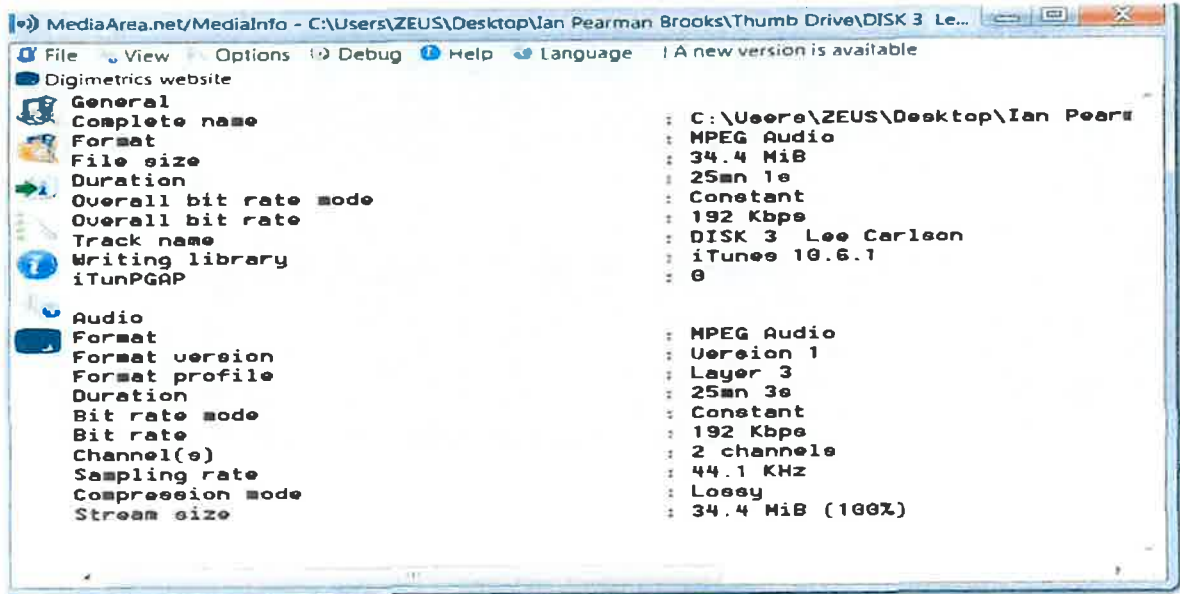 MediaArea.net/MediaInfo - C:\Users\ZEUS\Desktop\Ian Pearman Brooks\Thumb Drive\DISK 3 Le...
File View Options Debug Help Language ! A new version is available
Digimetrics website
General
Complete name : C:\Users\ZEUS\Desktop\Ian Pearm
Format : MPEG Audio
File size : 34.4 MiB
Duration : 25mn 1s
Overall bit rate mode : Constant
Overall bit rate : 192 Kbps
Track name : DISK 3 Lee Carlson
Writing library : iTunes 10.6.1
iTunPGAP : 0
Audio
Format : MPEG Audio
Format version : Version 1
Format profile : Layer 3
Duration : 25mn 3s
Bit rate mode : Constant
Bit rate : 192 Kbps
Channel(s) : 2 channels
Sampling rate : 44.1 KHz
Compression mode : Lossy
Stream size : 34.4 MiB (100%)